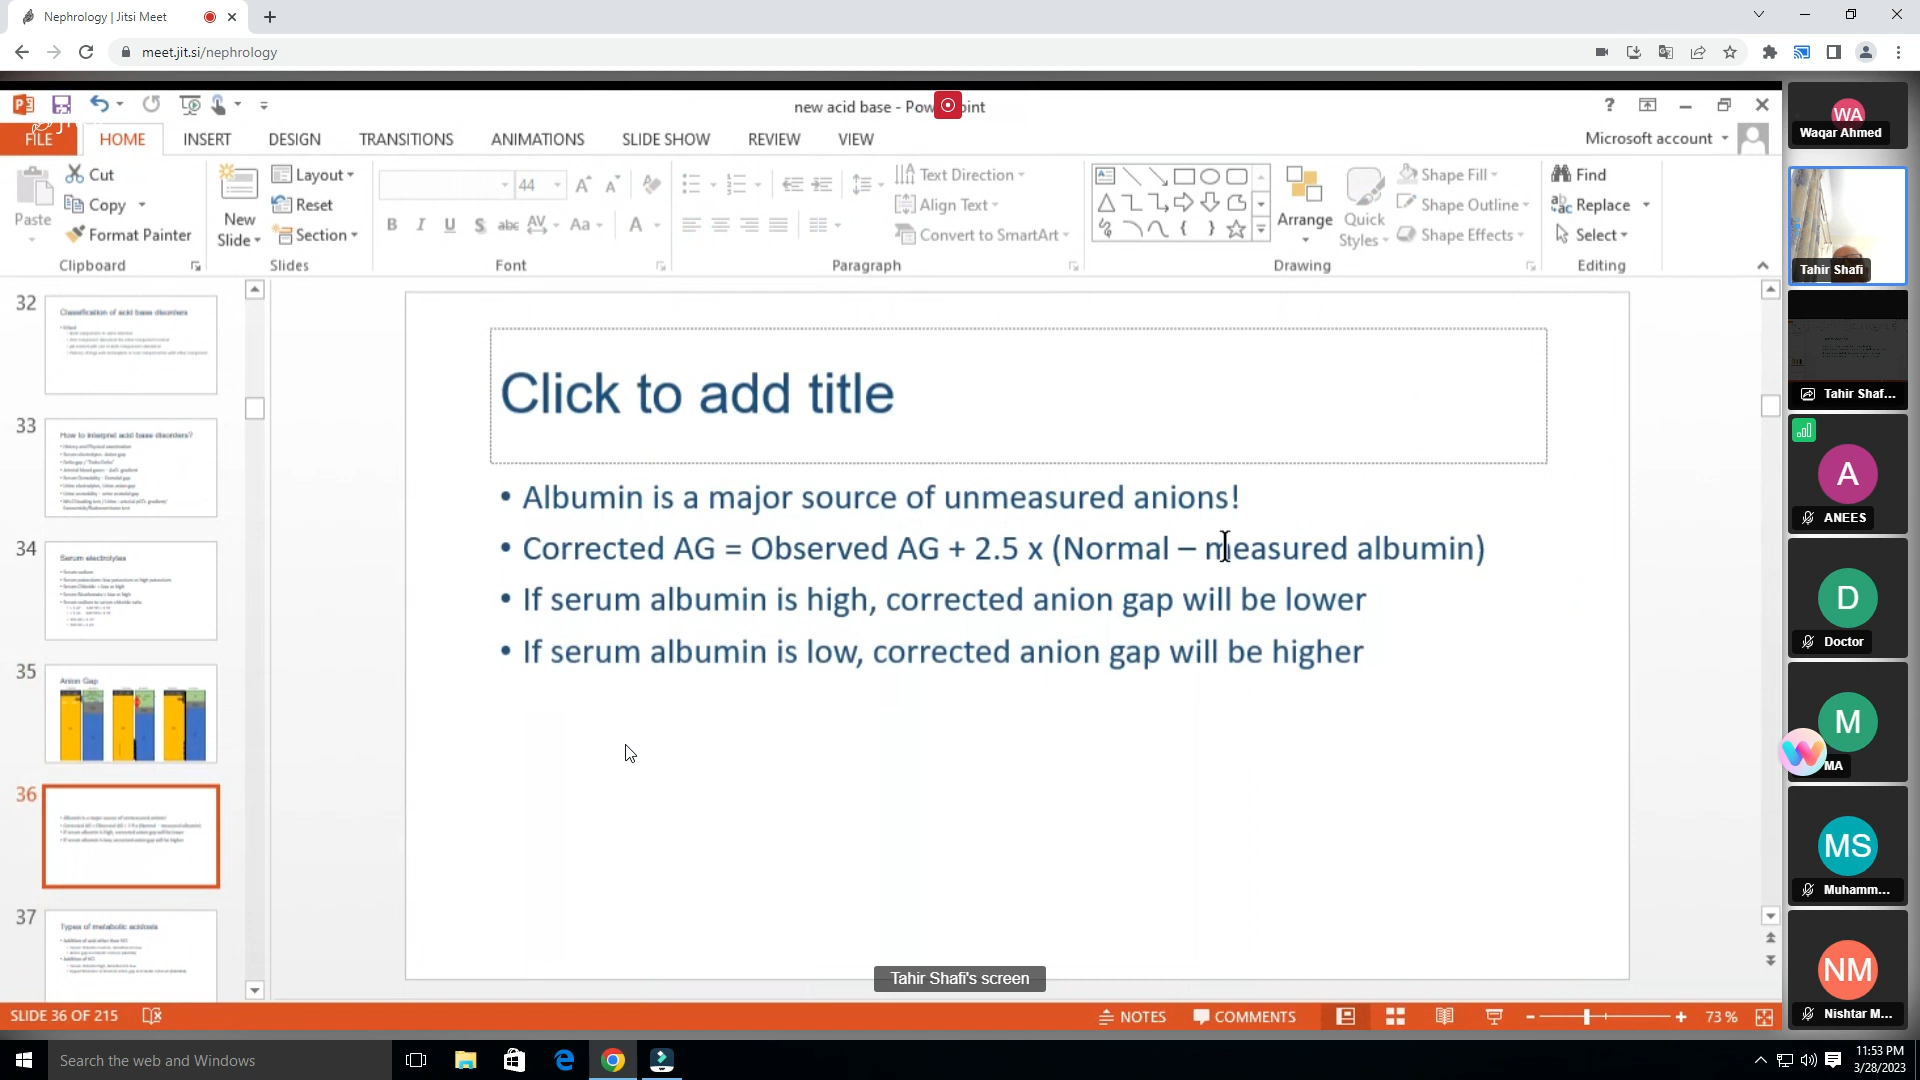 Nephrology | Jitsi Meet
meet.jit.si/nephrology
new acid base - PowerPoint
FILE
HOME
INSERT
DESIGN
TRANSITIONS
ANIMATIONS
SLIDE SHOW
REVIEW
VIEW
Microsoft account
Paste
Cut
Copy
Format Painter
Clipboard
New
Slide
Layout
Reset
Section
Slides
44
B I U S abc AV Aa A
Font
Text Direction
Align Text
Convert to SmartArt
Paragraph
Arrange
Quick
Styles
Shape Fill
Shape Outline
Shape Effects
Drawing
Find
Replace
Select
Editing
32
Classification of acid base disorders
33
How to interpret acid base disorders?
34
Serum electrolytes
35
Anion Gap
36
37
Types of metabolic acidosis
Click to add title
• Albumin is a major source of unmeasured anions!
• Corrected AG = Observed AG + 2.5 x (Normal – measured albumin)
• If serum albumin is high, corrected anion gap will be lower
• If serum albumin is low, corrected anion gap will be higher
Tahir Shafi's screen
WA
Waqar Ahmed
Tahir Shafi
Tahir Shaf...
A
ANEES
D
Doctor
M
MA
MS
Muhamm...
NM
Nishtar M...
SLIDE 36 OF 215
NOTES
COMMENTS
73 %
Search the web and Windows
11:53 PM
3/28/2023